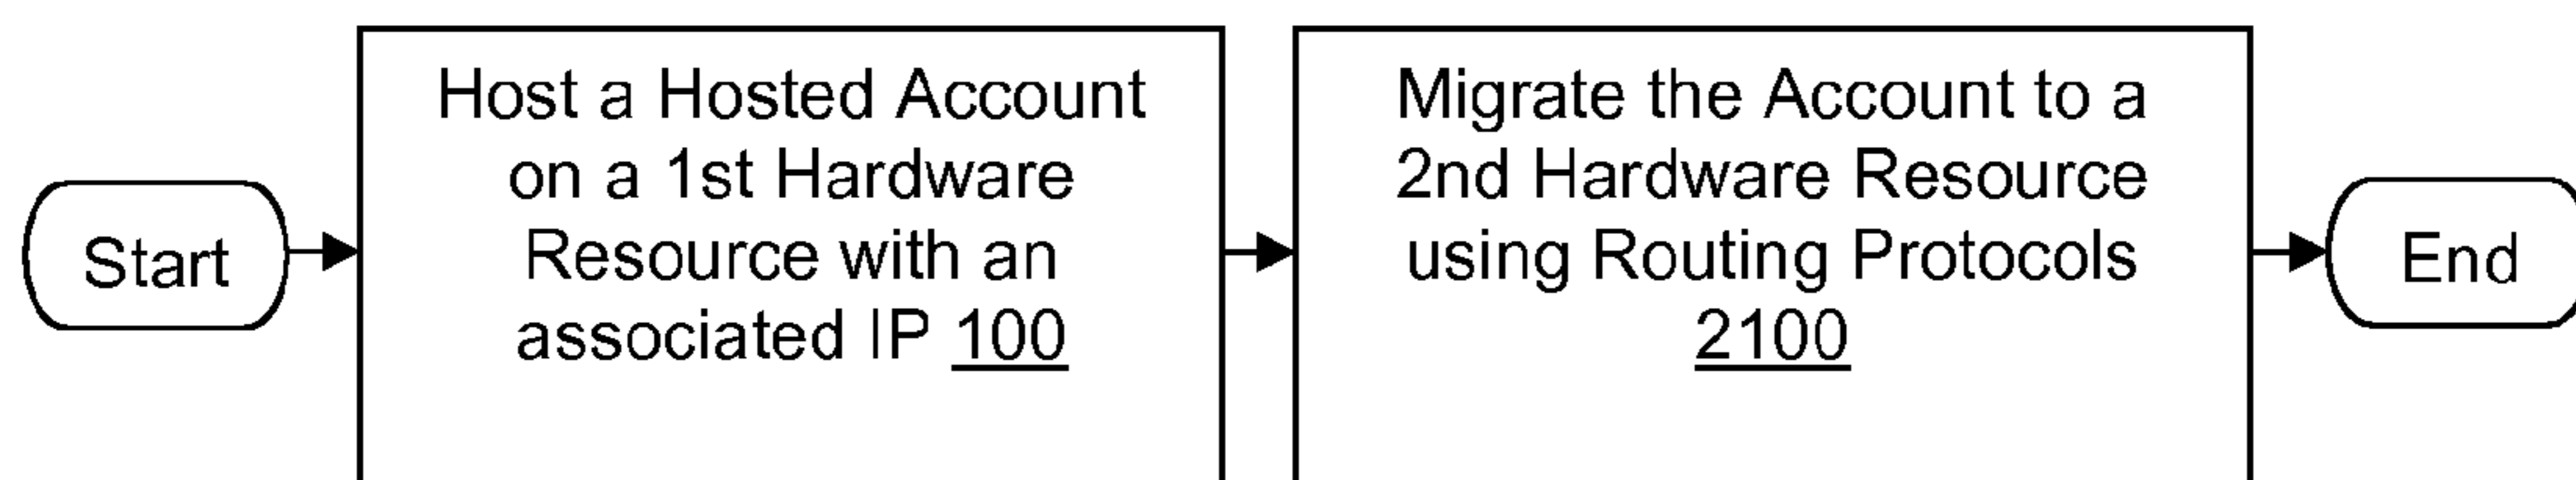 Start
Host a Hosted Account
on a 1st Hardware
Resource with an
associated IP 100
Migrate the Account to a
2nd Hardware Resource
using Routing Protocols
2100
End